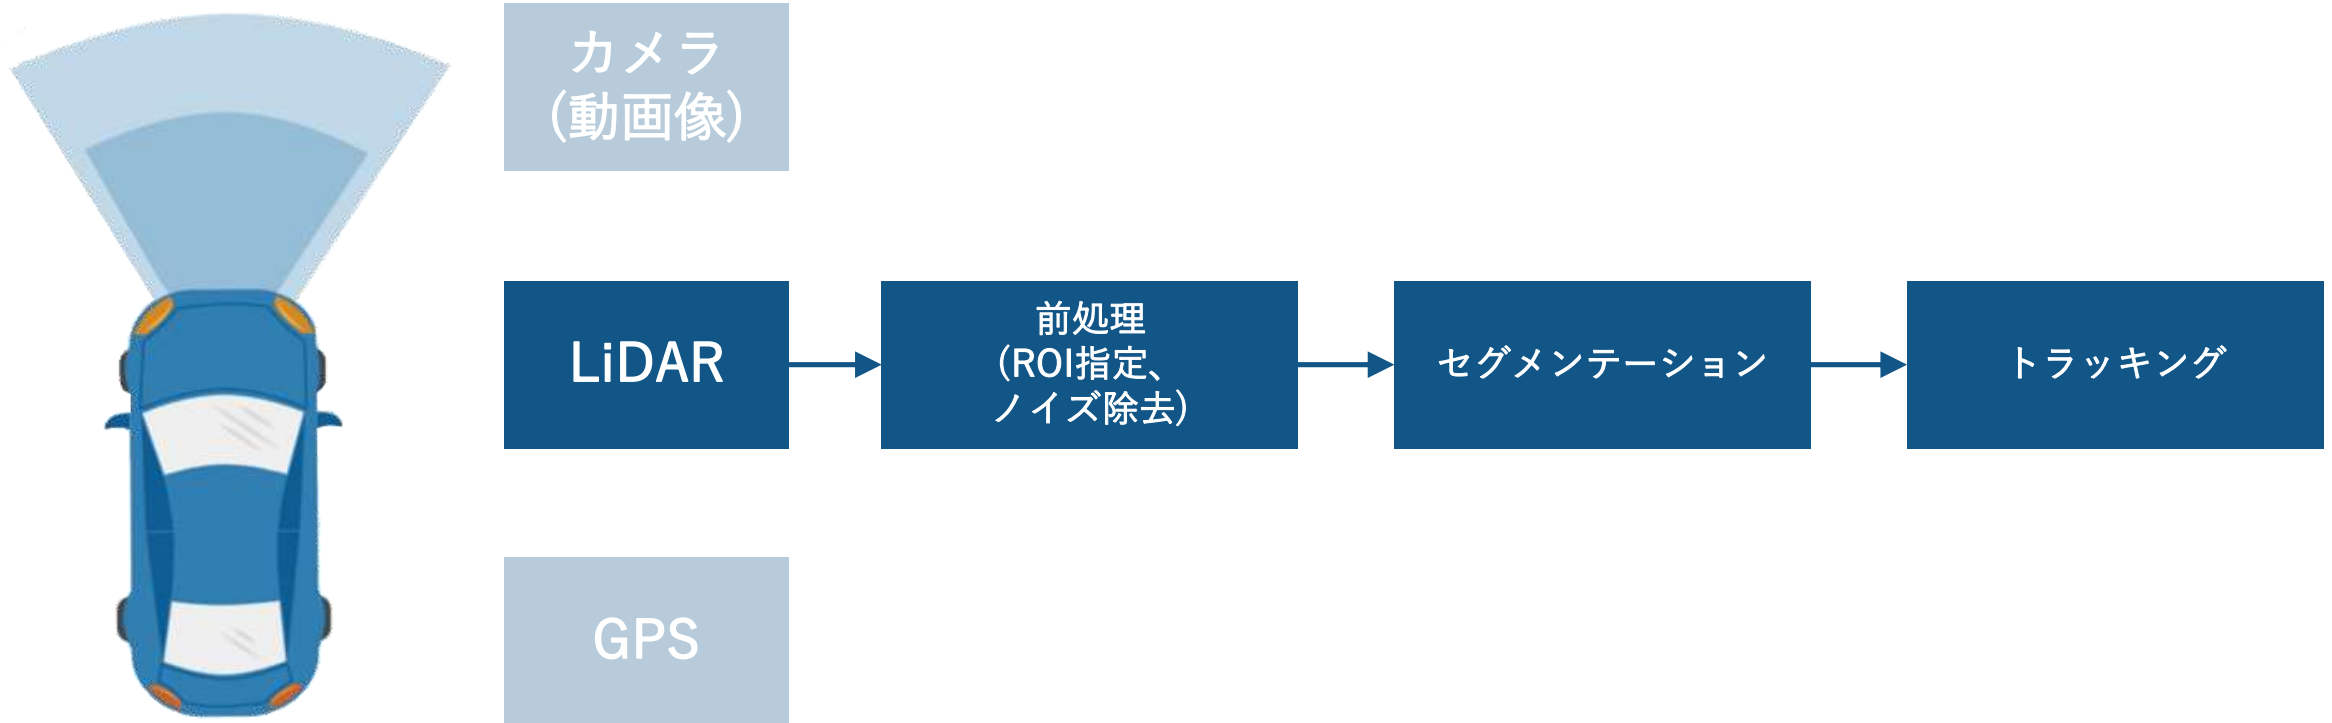 カメラ
(動画像)
LiDAR
前処理
(ROI指定、
ノイズ除去)
セグメンテーション
トラッキング
GPS